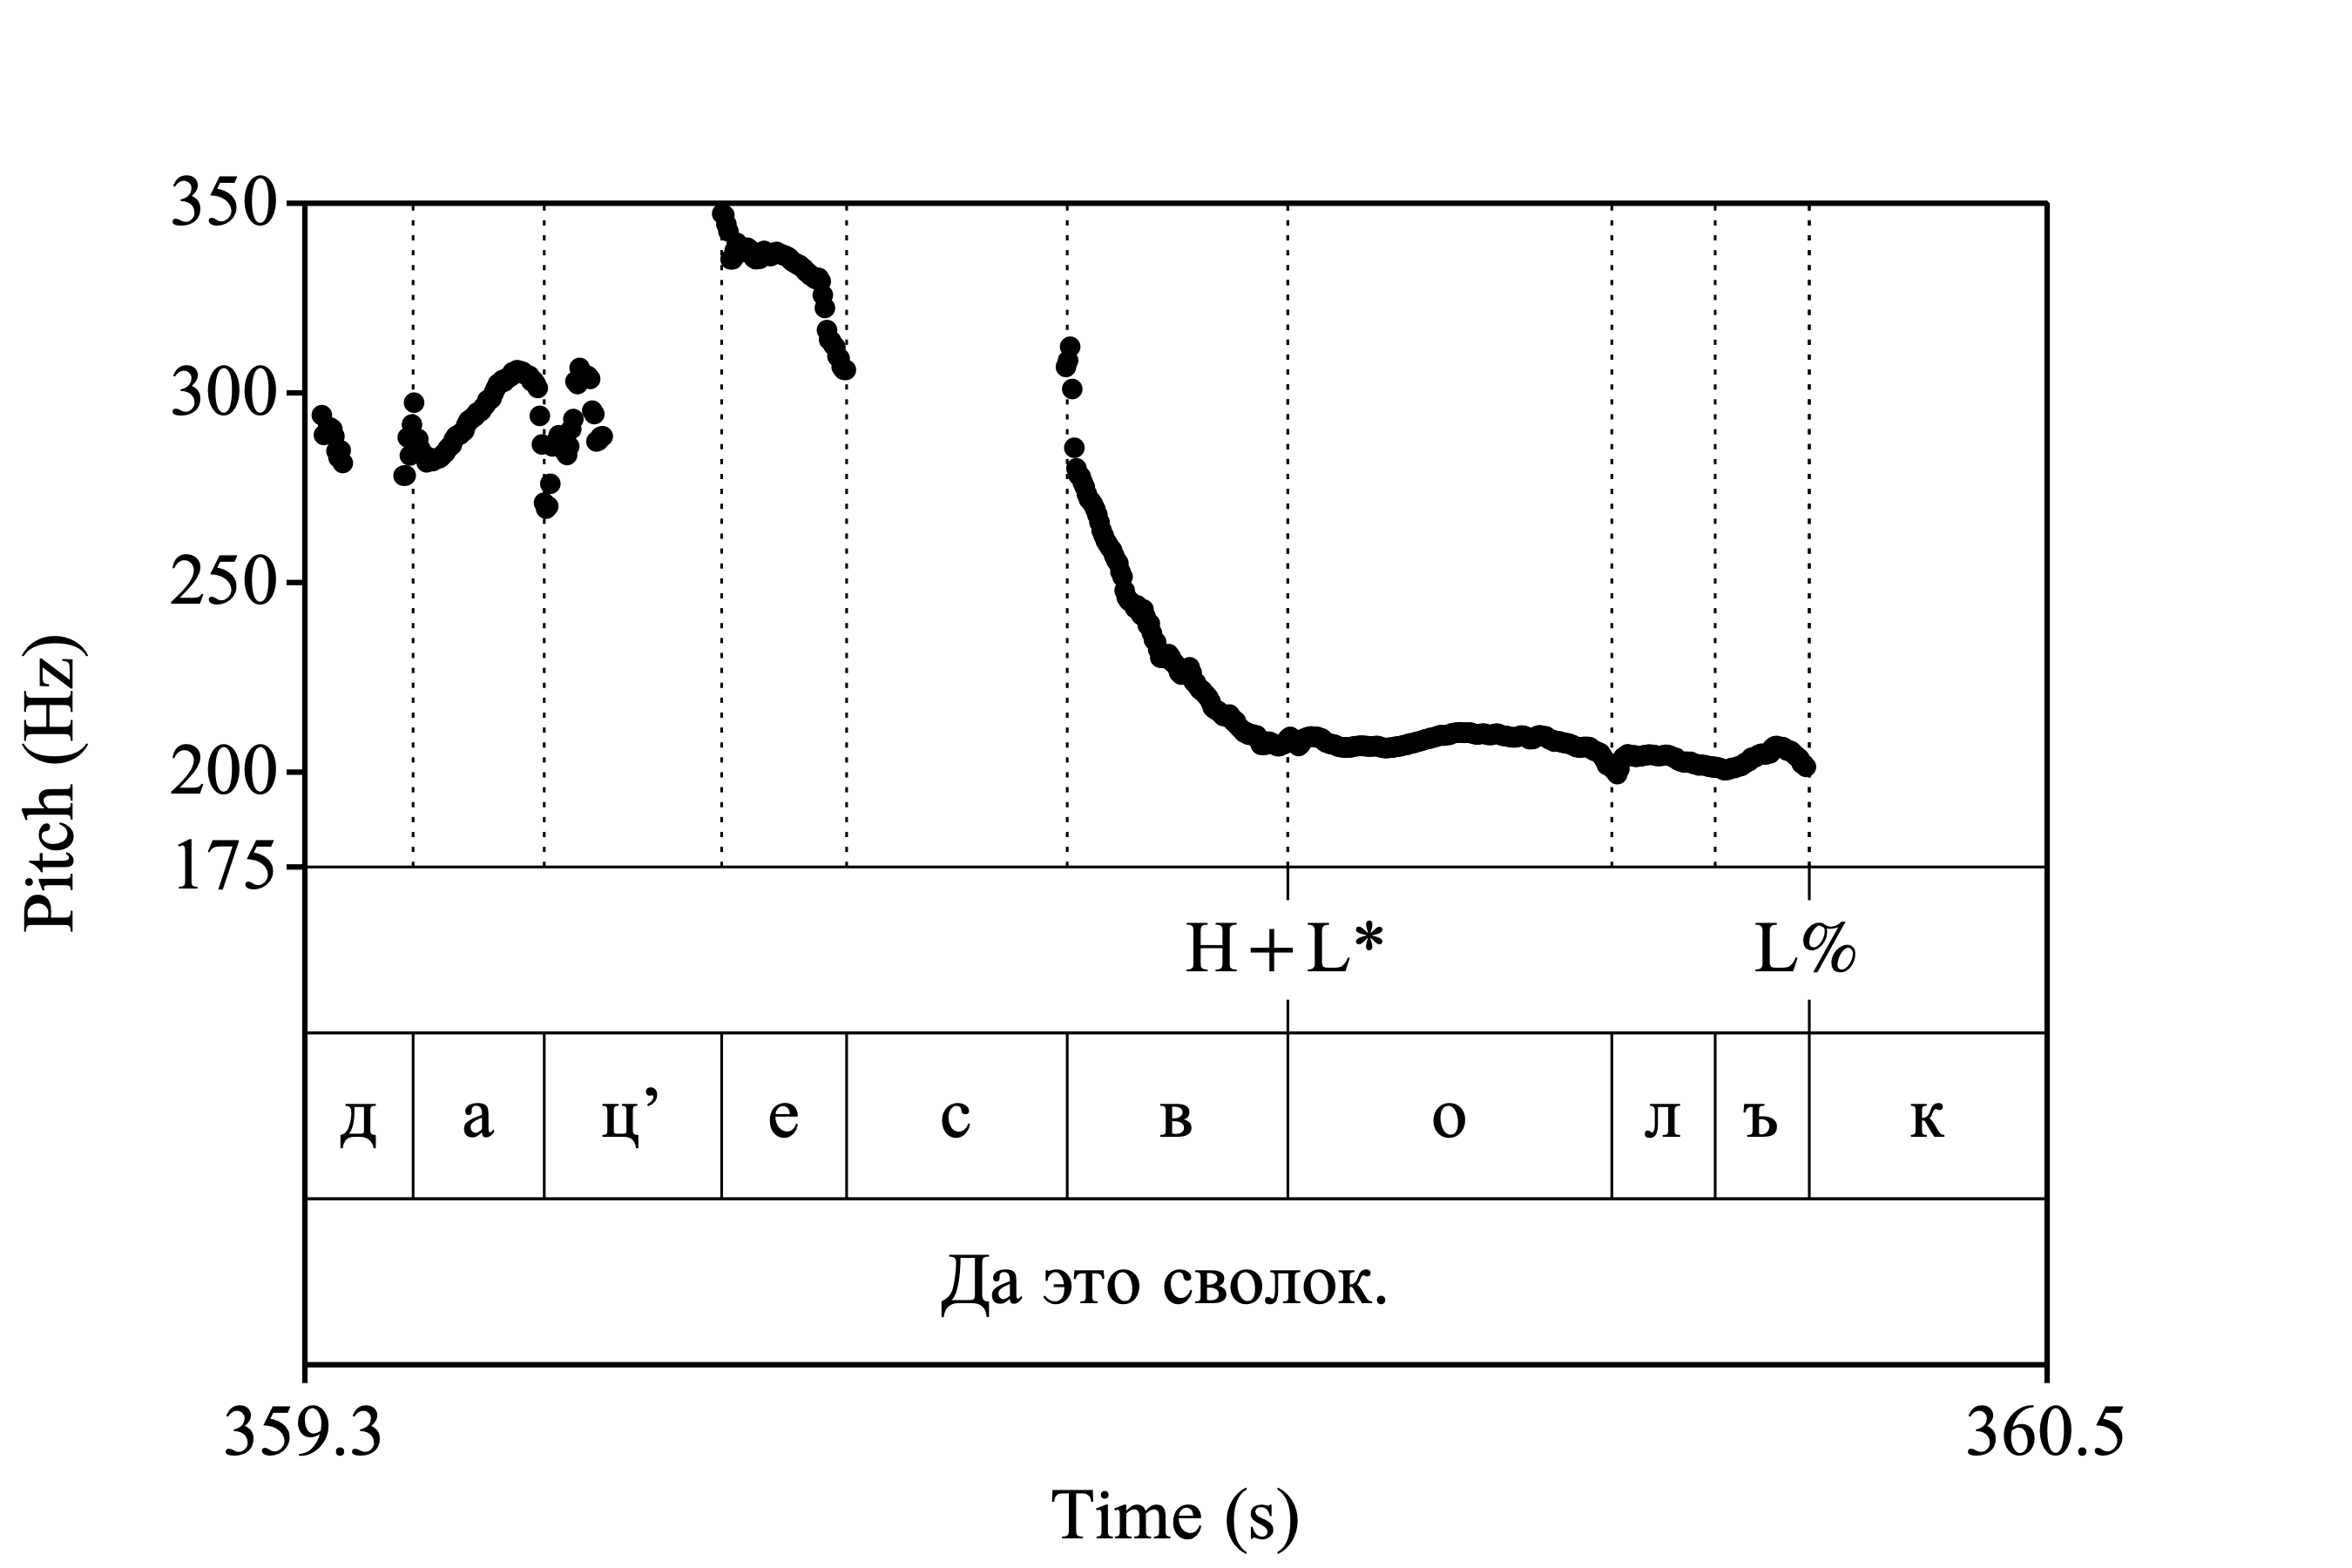 350
300
250
200
175
Pitch (Hz)
H+L* L%
д а ц’ е с в о л ъ к
Да это сволок.
359.3 360.5
Time (s)